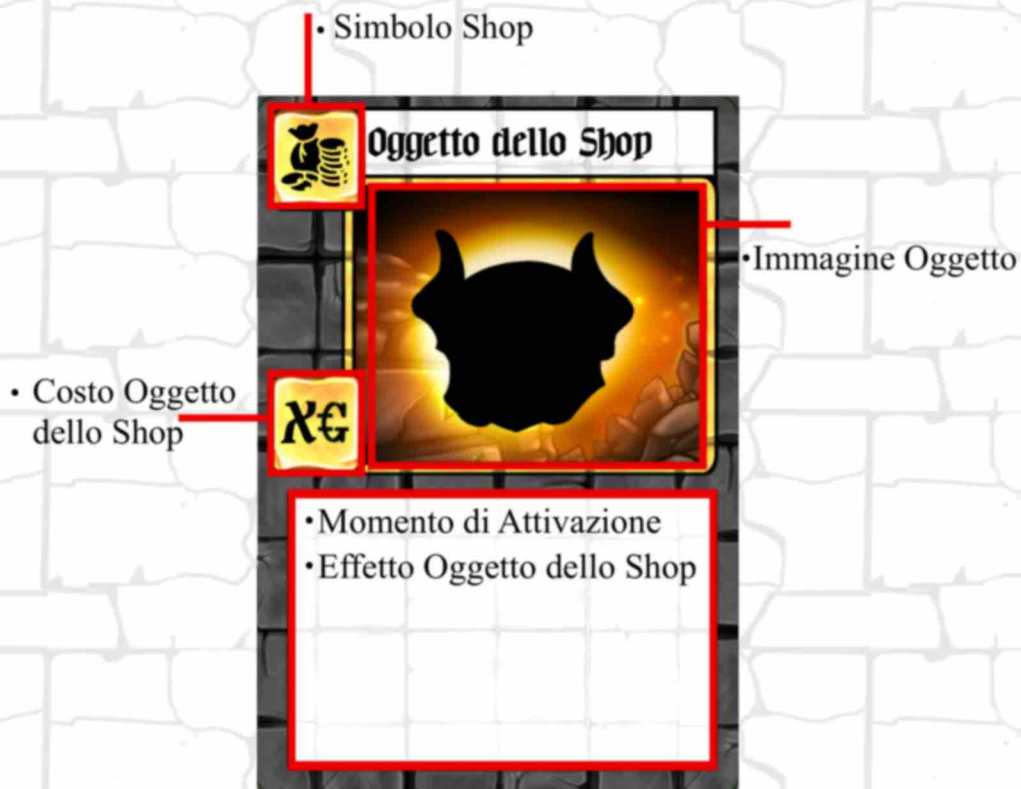 • Simbolo Shop
Oggetto dello Shop
•Immagine Oggetto
• Costo Oggetto
dello Shop
X€
•Momento di Attivazione
•Effetto Oggetto dello Shop